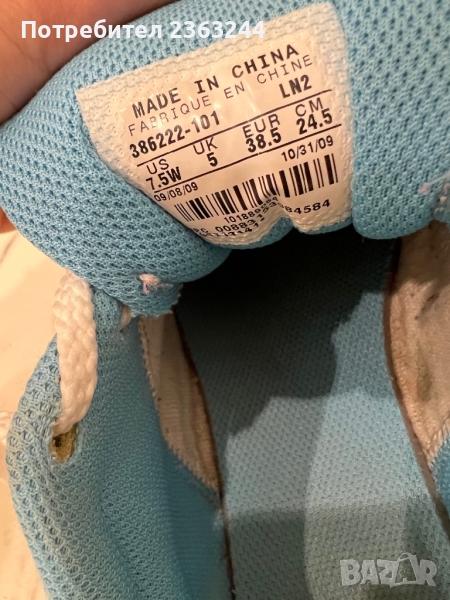 Потребител 2363244
MADE IN CHINA
FABRIQUE EN CHINE
386222-101 LN2
US UK EUR CM
7.5W 5 38.5 24.5
09/08/09 10/31/09
BAZAR